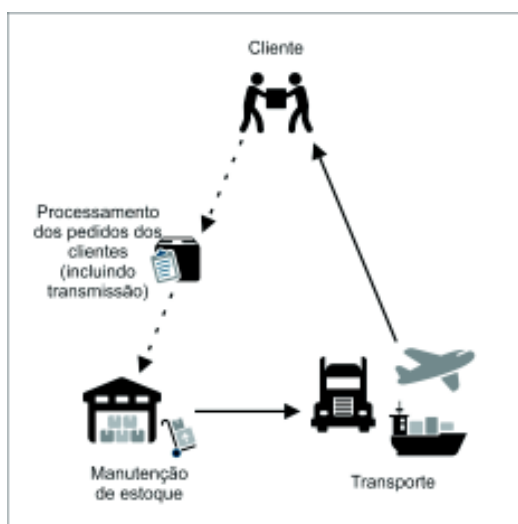 Cliente
Processamento
dos pedidos dos
clientes
(incluindo
transmissão)
Manutenção
de estoque
Transporte